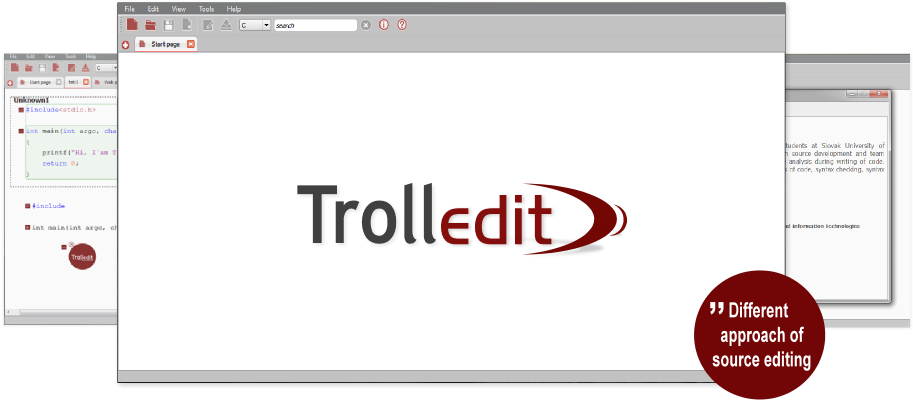 File Edit View Tools Help
C search
Start page
Trolledit
„ Different
approach of
source editing
File Edit View Tools Help
C
Start page tab1
Unknown1
#include<stdio.h>
int main(int argc, cha
{
printf("Hi, I'am T
return 0;
}
#include
int main(int argc, ch
Trolledit
tudents at Slovak University of
source development and team
analysis during writing of code,
s of code, syntax checking, syntax
nd information technologies